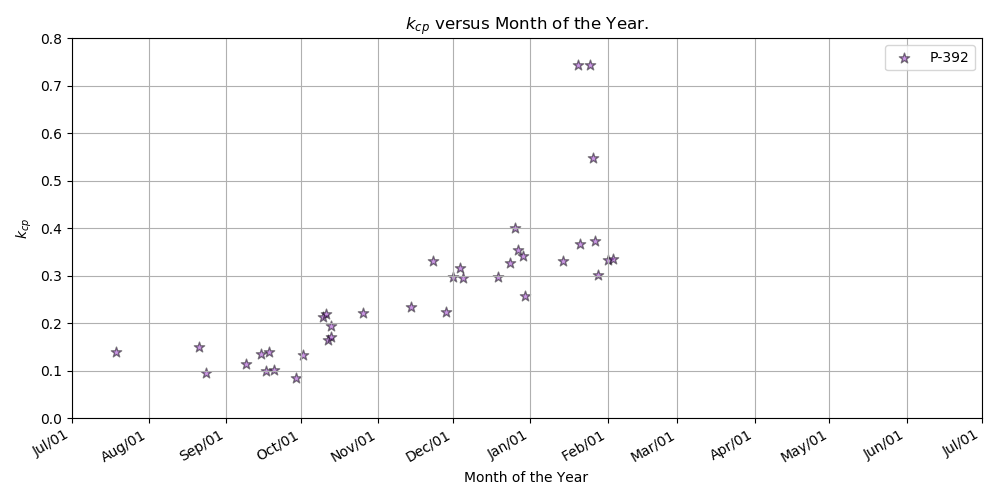 k_cp versus Month of the Year.
P-392
0.8
0.7
0.6
0.5
0.4
0.3
0.2
0.1
0.0
k_cp
Jul/01 Aug/01 Sep/01 Oct/01 Nov/01 Dec/01 Jan/01 Feb/01 Mar/01 Apr/01 May/01 Jun/01 Jul/01
Month of the Year